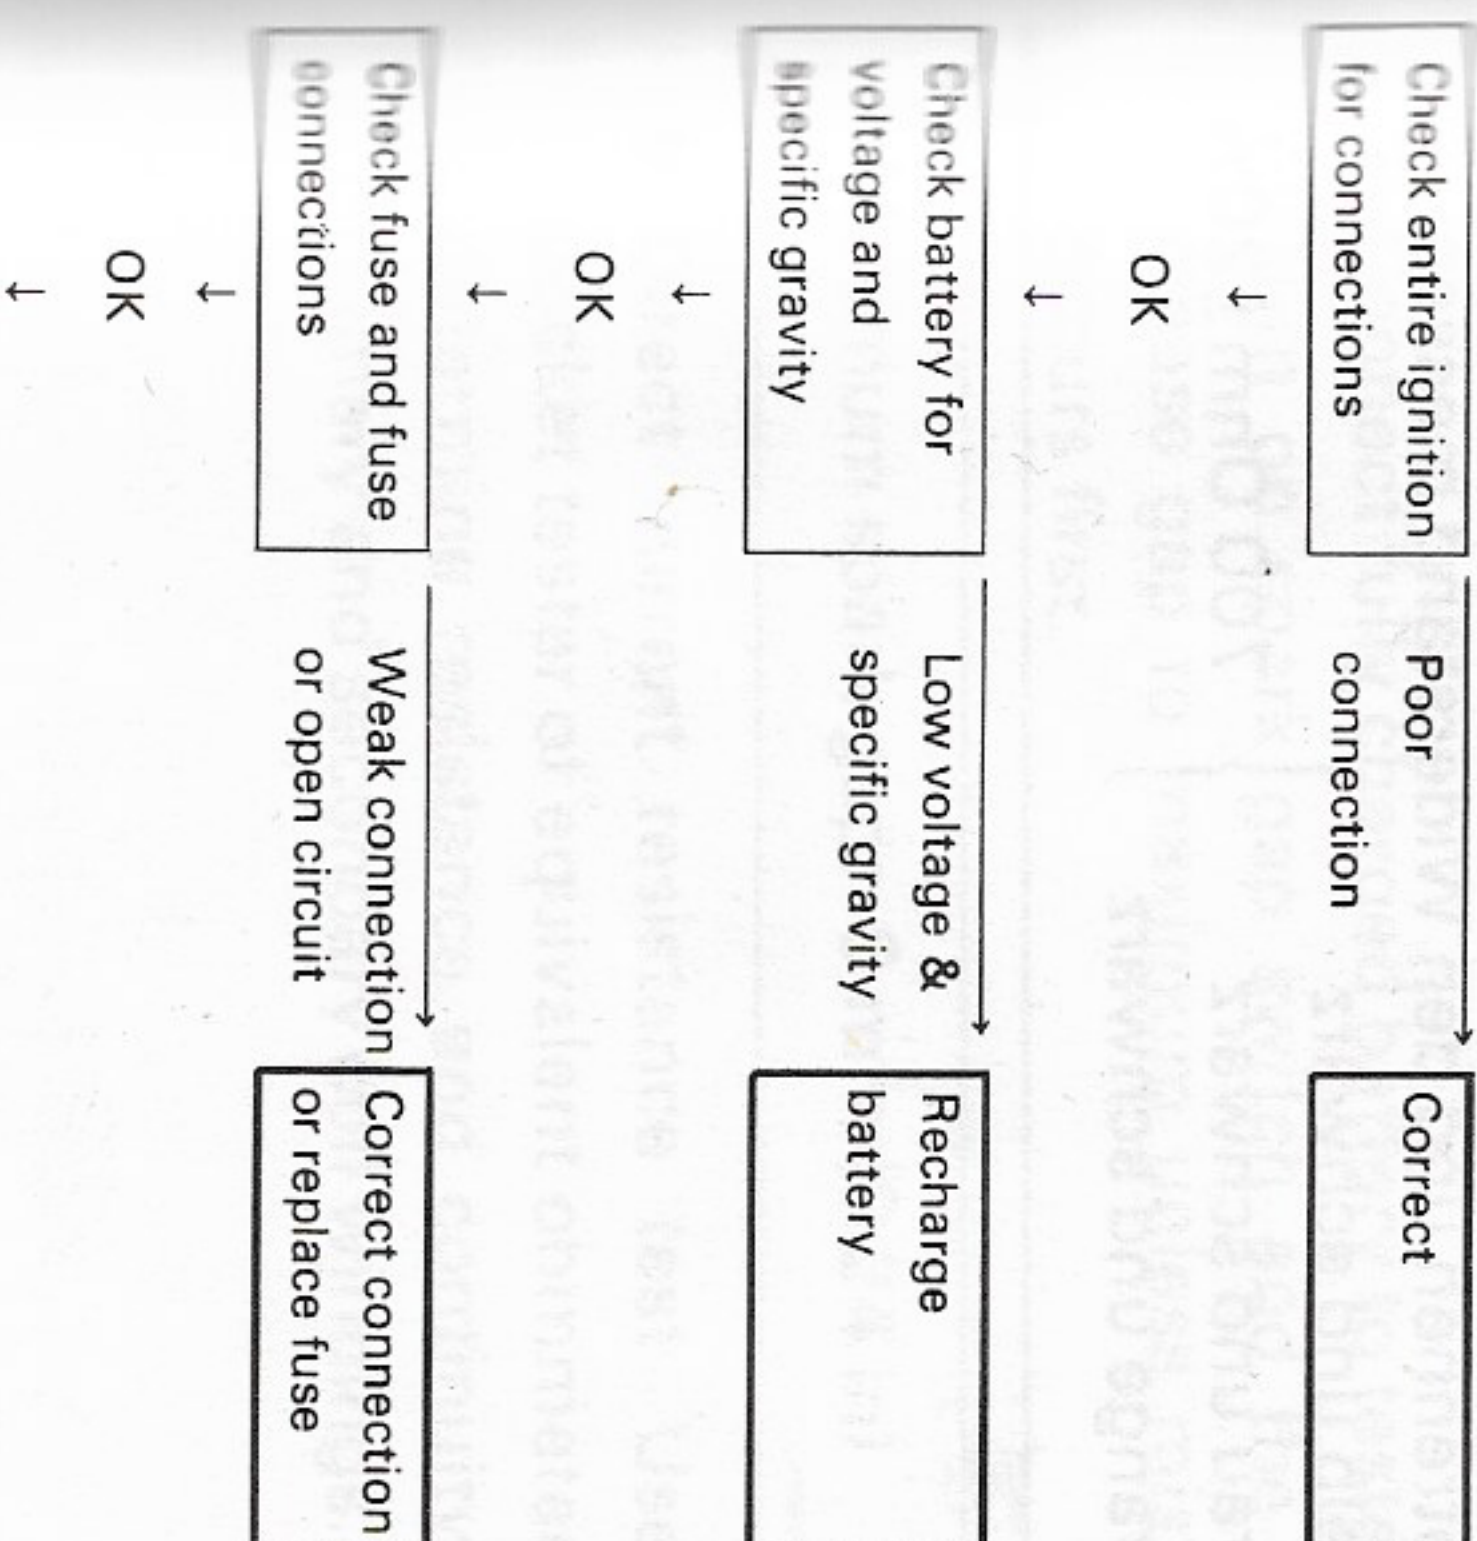 Check entire ignition
for connections
Poor
connection
Correct
↓
OK
↓
Check battery for
voltage and
specific gravity
Low voltage &
specific gravity
Recharge
battery
↓
OK
↓
Check fuse and fuse
connections
Weak connection
or open circuit
Correct connection
or replace fuse
↓
OK
↓